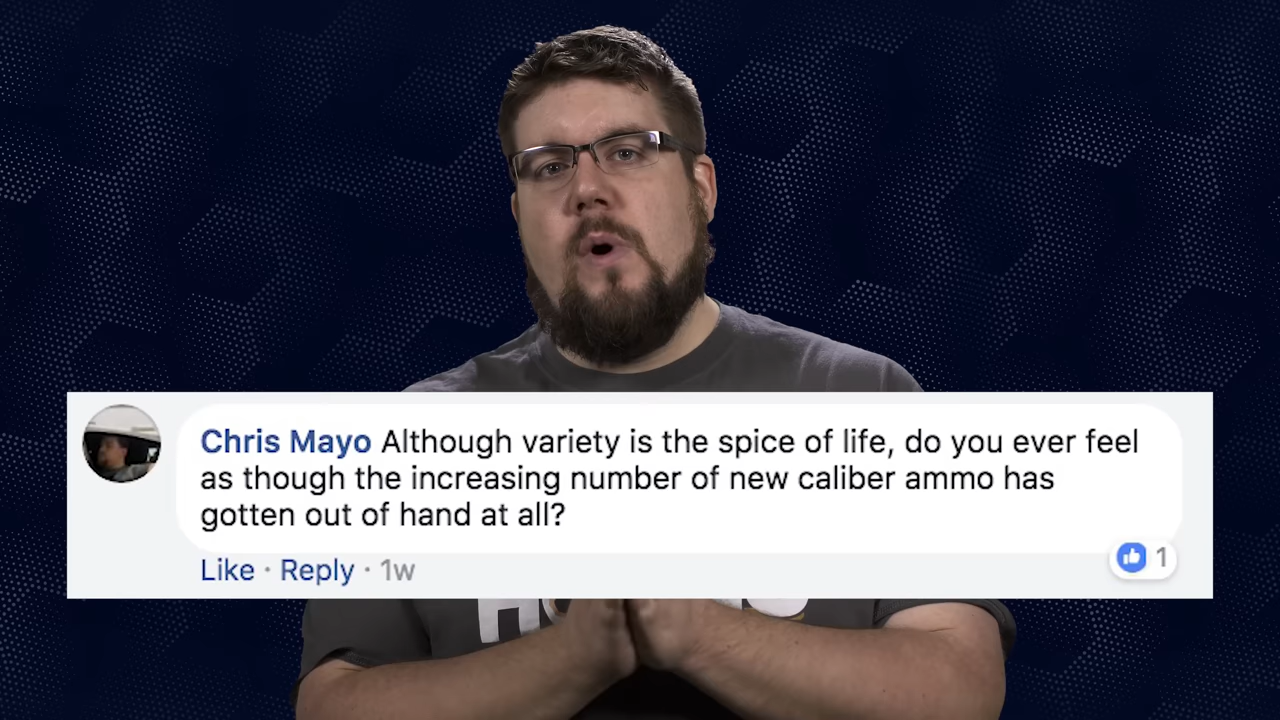 Chris Mayo Although variety is the spice of life, do you ever feel
as though the increasing number of new caliber ammo has
gotten out of hand at all?
Like · Reply · 1w
1